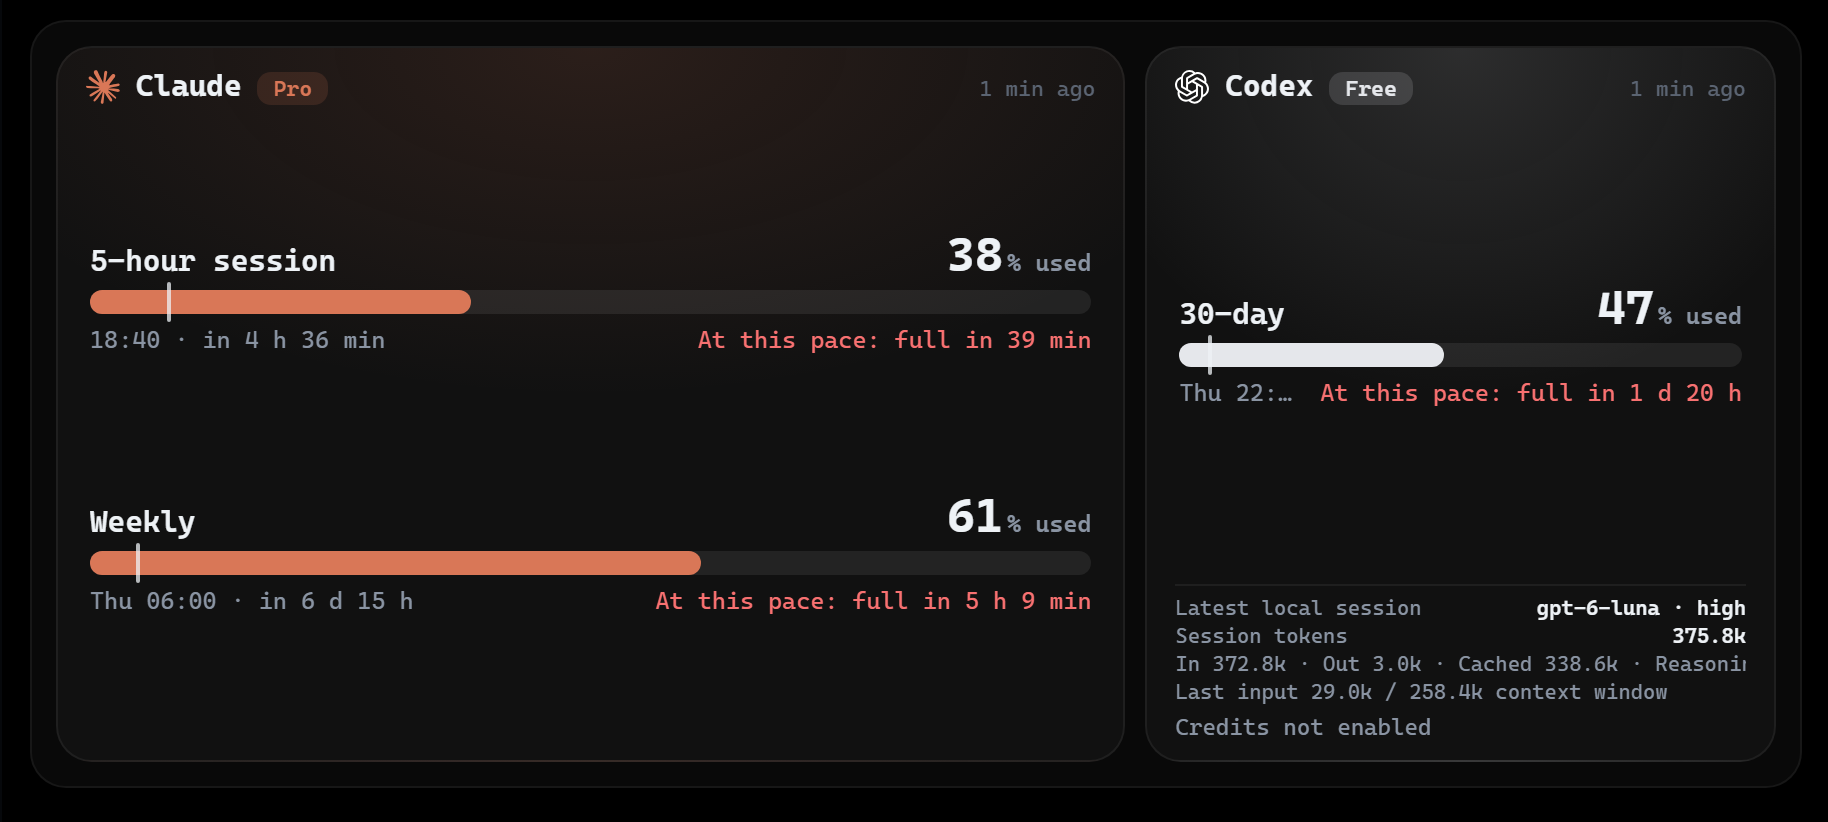 Claude Pro 1 min ago
5-hour session 38% used
18:40 · in 4 h 36 min At this pace: full in 39 min
Weekly 61% used
Thu 06:00 · in 6 d 15 h At this pace: full in 5 h 9 min
Codex Free 1 min ago
30-day 47% used
Thu 22:… At this pace: full in 1 d 20 h
Latest local session gpt-6-luna · high
Session tokens 375.8k
In 372.8k · Out 3.0k · Cached 338.6k ·
Last input 29.0k / 258.4k context window
Credits not enabled